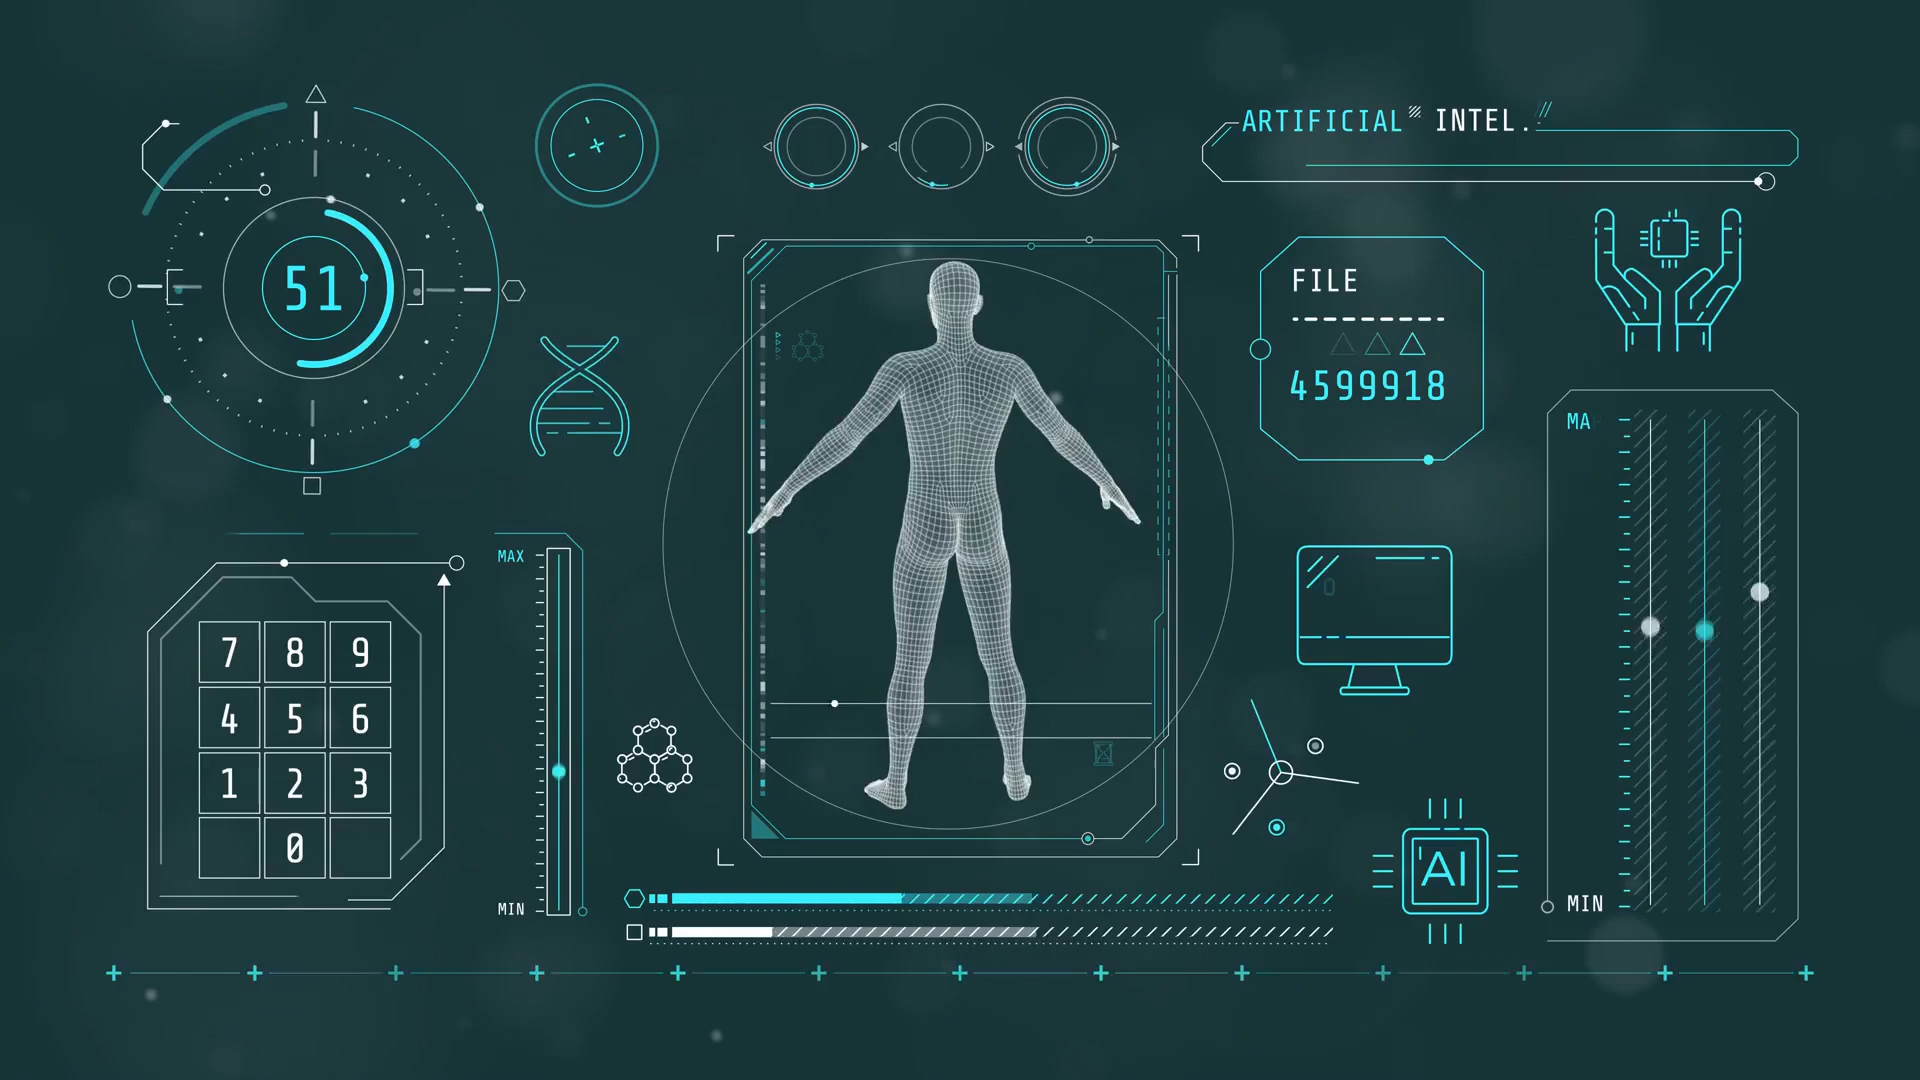 ARTIFICIAL INTEL.
51
FILE
4599918
MA
MAX
7 8 9
4 5 6
1 2 3
0
MIN
AI
MIN